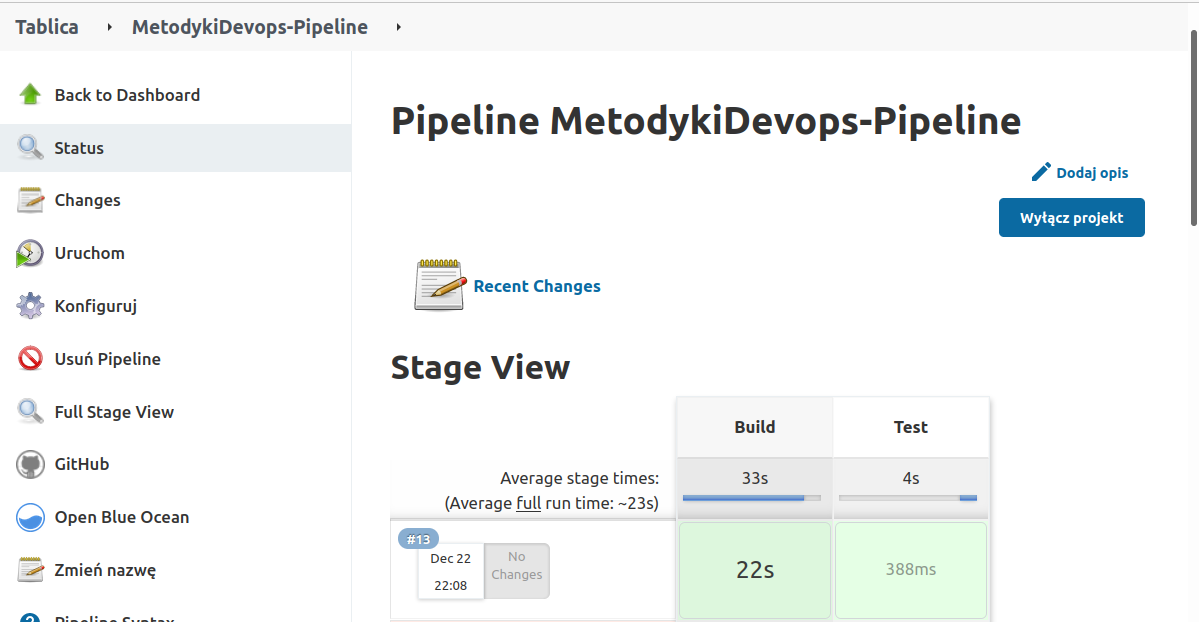 Tablica
MetodykiDevops-Pipeline
Back to Dashboard
Status
Changes
Uruchom
Konfiguruj
Usuń Pipeline
Full Stage View
GitHub
Open Blue Ocean
Zmień nazwę
Pipeline Syntax
Pipeline MetodykiDevops-Pipeline
Dodaj opis
Wyłącz projekt
Recent Changes
Stage View
Build
Test
Average stage times:
(Average full run time: ~23s)
33s
4s
#13
Dec 22
22:08
No
Changes
22s
388ms